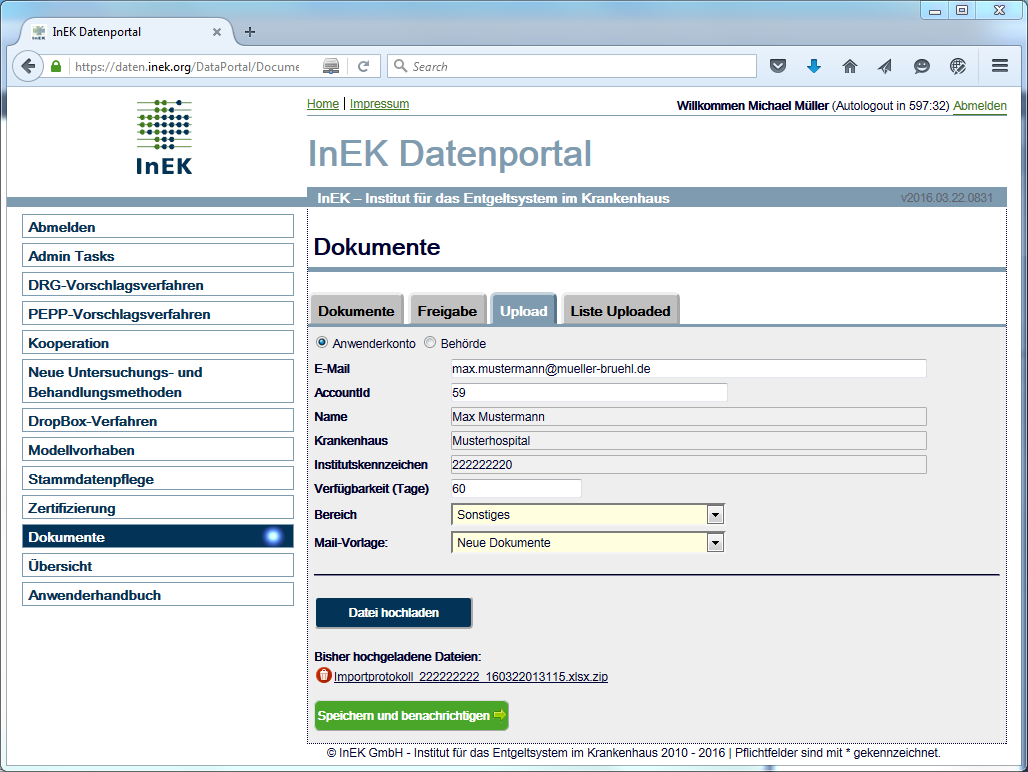 InEK Datenportal
https://daten.inek.org/DataPortal/Docume
Search
Home | Impressum
Willkommen Michael Müller (Autologout in 597:32) Abmelden
InEK
InEK Datenportal
InEK – Institut für das Entgeltsystem im Krankenhaus
v2016.03.22.0831
Abmelden
Admin Tasks
DRG-Vorschlagsverfahren
PEPP-Vorschlagsverfahren
Kooperation
Neue Untersuchungs- und
Behandlungsmethoden
DropBox-Verfahren
Modellvorhaben
Stammdatenpflege
Zertifizierung
Dokumente
Übersicht
Anwenderhandbuch
Dokumente
Dokumente Freigabe Upload Liste Uploaded
Anwenderkonto Behörde
E-Mail max.mustermann@mueller-bruehl.de
AccountId 59
Name Max Mustermann
Krankenhaus Musterhospital
Institutskennzeichen 222222220
Verfügbarkeit (Tage) 60
Bereich Sonstiges
Mail-Vorlage: Neue Dokumente
Datei hochladen
Bisher hochgeladene Dateien:
Importprotokoll_222222222_160322013115.xlsx.zip
Speichern und benachrichtigen
© InEK GmbH - Institut für das Entgeltsystem im Krankenhaus 2010 - 2016 | Pflichtfelder sind mit * gekennzeichnet.